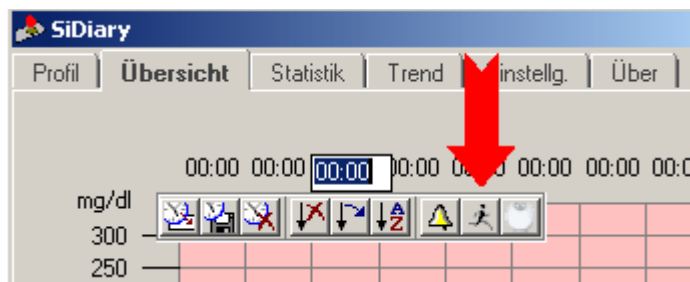 SiDiary
Profil Übersicht Statistik Trend instellg. Über
00:00 00:00 00:00 00:00 00:00 00:00
mg/dl
300
250